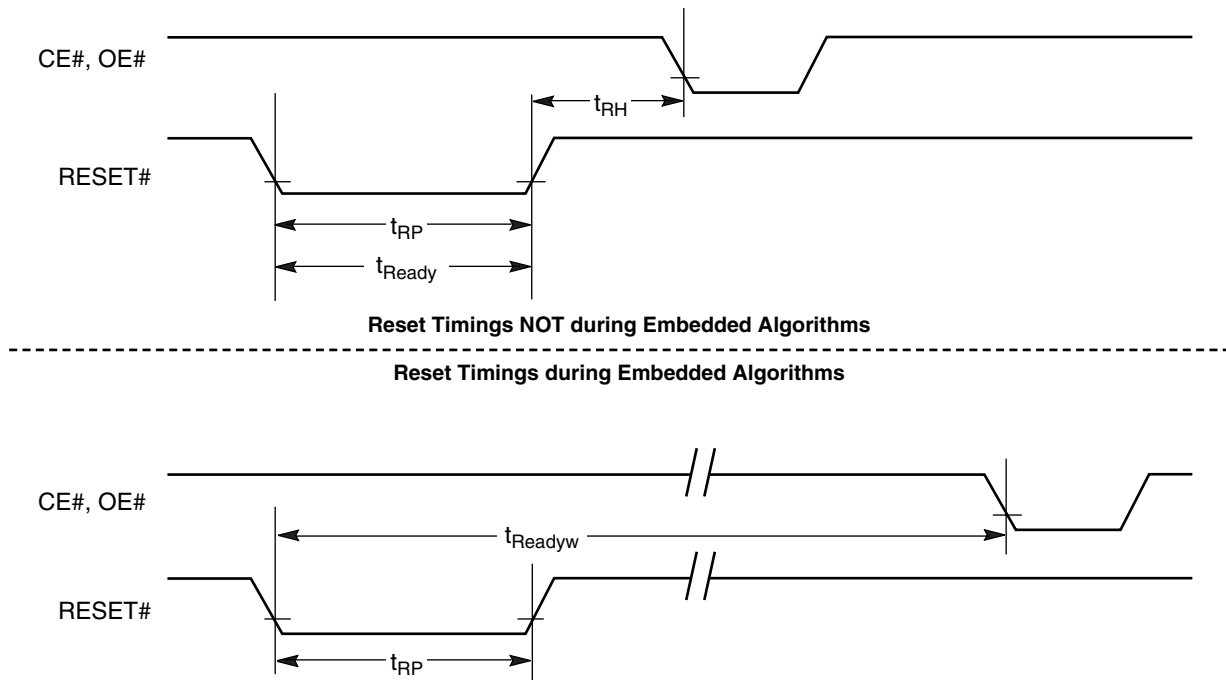 CE#, OE#
tRH
RESET#
tRP
tReady
Reset Timings NOT during Embedded Algorithms
Reset Timings during Embedded Algorithms
CE#, OE#
tReadyw
RESET#
tRP